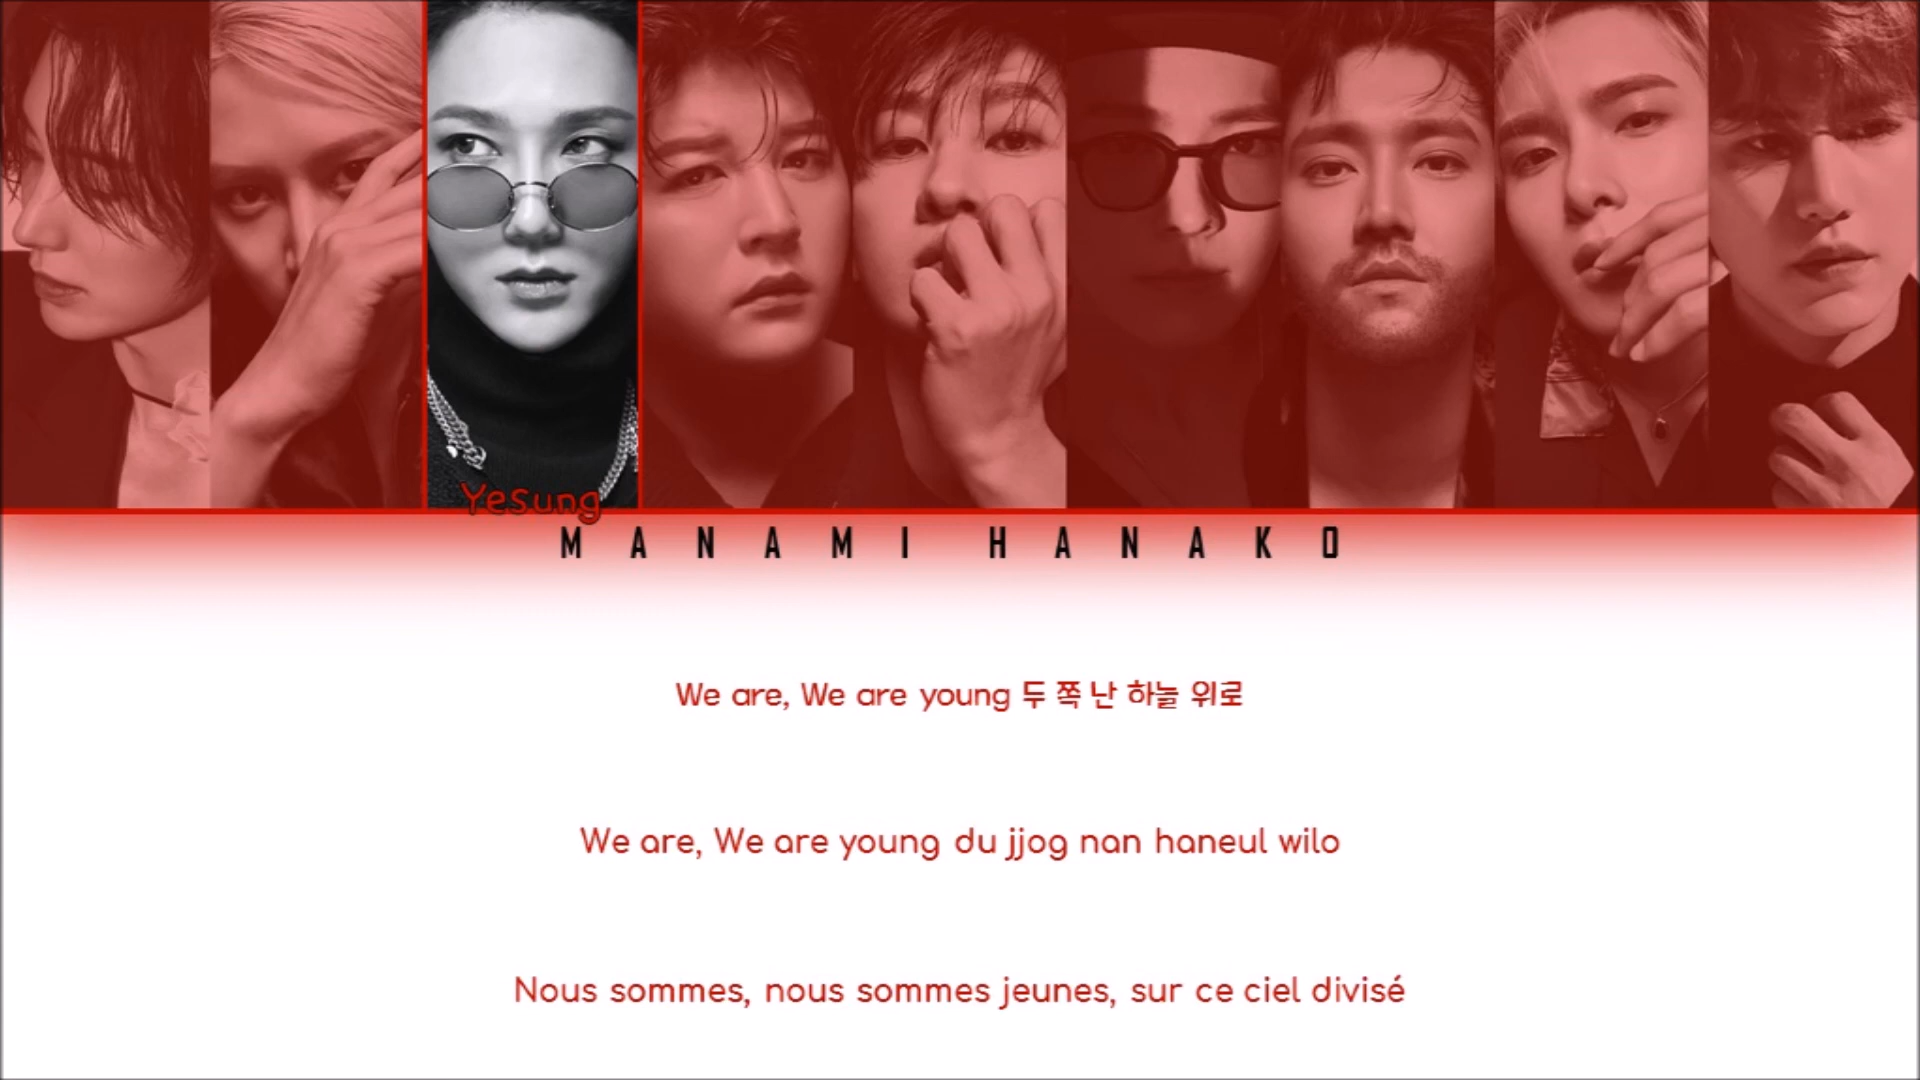 Yesung
MANAMI HANAKO
We are, We are young 두 쪽 난 하늘 위로
We are, We are young du jjog nan haneul wilo
Nous sommes, nous sommes jeunes, sur ce ciel divisé